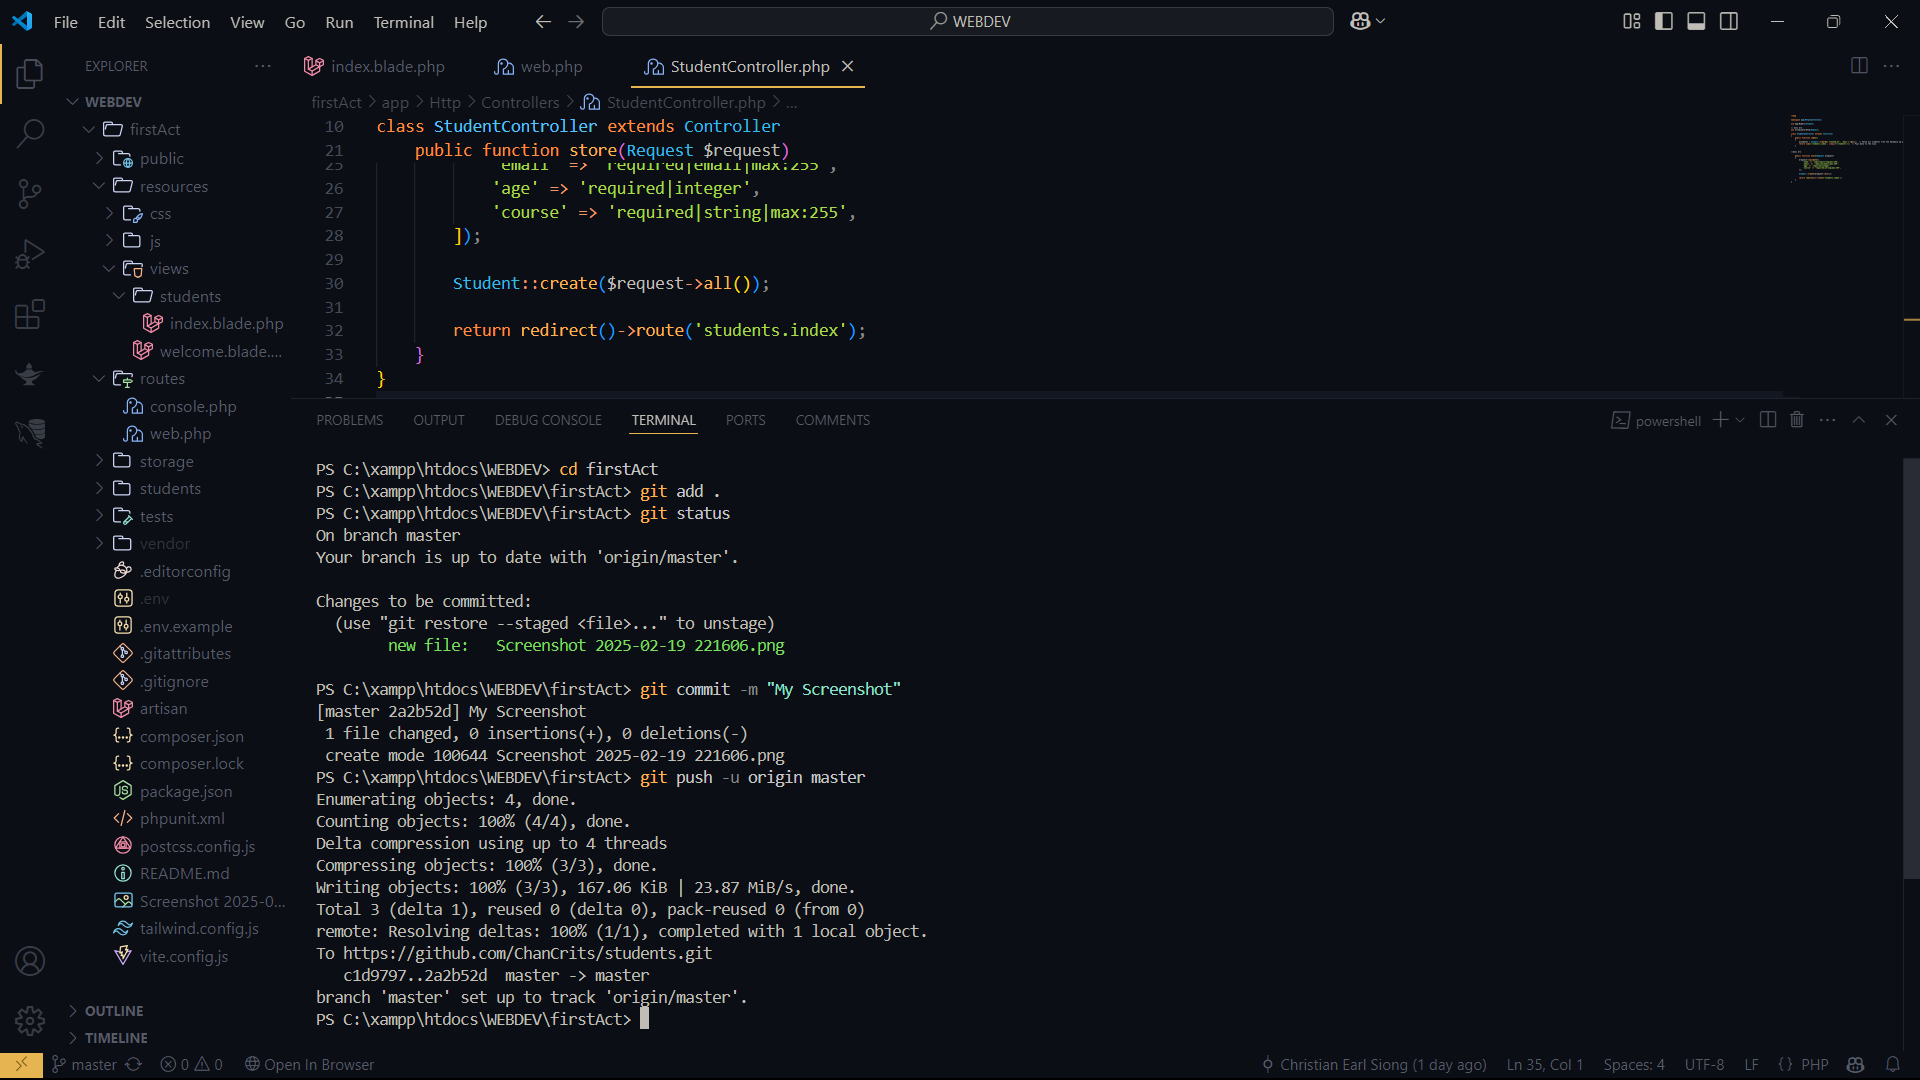 File Edit Selection View Go Run Terminal Help
WEBDEV
EXPLORER
WEBDEV
firstAct
public
resources
css
js
views
students
index.blade.php
welcome.blade....
routes
console.php
web.php
storage
students
tests
vendor
.editorconfig
.env
.env.example
.gitattributes
.gitignore
artisan
composer.json
composer.lock
package.json
phpunit.xml
postcss.config.js
README.md
Screenshot 2025-0...
tailwind.config.js
vite.config.js
OUTLINE
TIMELINE
index.blade.php web.php StudentController.php
firstAct > app > Http > Controllers > StudentController.php > ...
10 class StudentController extends Controller
21 public function store(Request $request)
25 'email' => 'required|email|max:255',
26 'age' => 'required|integer',
27 'course' => 'required|string|max:255',
28 ]);
29
30 Student::create($request->all());
31
32 return redirect()->route('students.index');
33 }
34 }
PROBLEMS OUTPUT DEBUG CONSOLE TERMINAL PORTS COMMENTS
powershell
PS C:\xampp\htdocs\WEBDEV> cd firstAct
PS C:\xampp\htdocs\WEBDEV\firstAct> git add .
PS C:\xampp\htdocs\WEBDEV\firstAct> git status
On branch master
Your branch is up to date with 'origin/master'.
Changes to be committed:
(use "git restore --staged <file>..." to unstage)
new file: Screenshot 2025-02-19 221606.png
PS C:\xampp\htdocs\WEBDEV\firstAct> git commit -m "My Screenshot"
[master 2a2b52d] My Screenshot
1 file changed, 0 insertions(+), 0 deletions(-)
create mode 100644 Screenshot 2025-02-19 221606.png
PS C:\xampp\htdocs\WEBDEV\firstAct> git push -u origin master
Enumerating objects: 4, done.
Counting objects: 100% (4/4), done.
Delta compression using up to 4 threads
Compressing objects: 100% (3/3), done.
Writing objects: 100% (3/3), 167.06 KiB | 23.87 MiB/s, done.
Total 3 (delta 1), reused 0 (delta 0), pack-reused 0 (from 0)
remote: Resolving deltas: 100% (1/1), completed with 1 local object.
To https://github.com/ChanCrits/students.git
c1d9797..2a2b52d master -> master
branch 'master' set up to track 'origin/master'.
PS C:\xampp\htdocs\WEBDEV\firstAct>
master 0 0 Open In Browser
Christian Earl Siong (1 day ago) Ln 35, Col 1 Spaces: 4 UTF-8 LF {} PHP